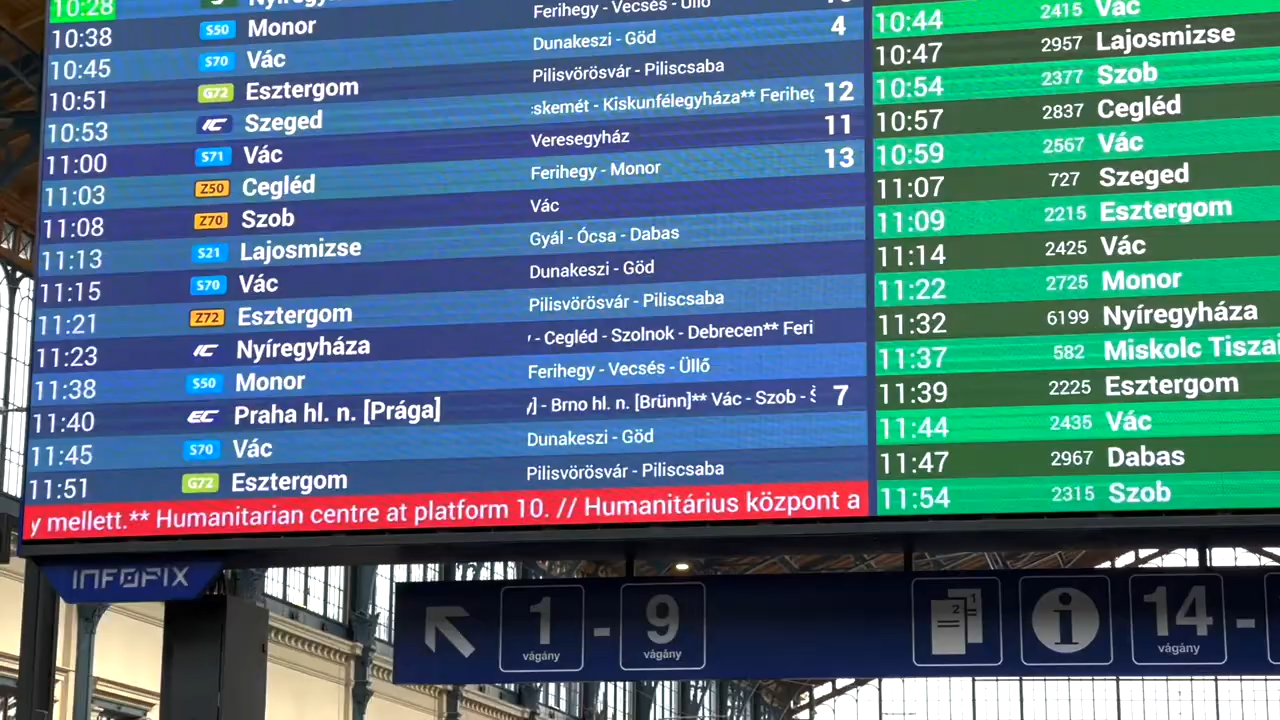 10:28
10:38 S50 Monor Ferihegy - Vecsés - Üllő
10:45 S70 Vác Dunakeszi - Göd 4
10:51 G72 Esztergom Pilisvörösvár - Piliscsaba
10:53 IC Szeged skemét - Kiskunfélegyháza** Feriheg 12
11:00 S71 Vác Veresegyház 11
11:03 Z50 Cegléd Ferihegy - Monor 13
11:08 Z70 Szob Vác
11:13 S21 Lajosmizse Gyál - Ócsa - Dabas
11:15 S70 Vác Dunakeszi - Göd
11:21 Z72 Esztergom Pilisvörösvár - Piliscsaba
11:23 IC Nyíregyháza - Cegléd - Szolnok - Debrecen** Feri
11:38 S50 Monor Ferihegy - Vecsés - Üllő
11:40 EC Praha hl. n. [Prága] ] - Brno hl. n. [Brünn]** Vác - Szob - Š 7
11:45 S70 Vác Dunakeszi - Göd
11:51 G72 Esztergom Pilisvörösvár - Piliscsaba
y mellett.** Humanitarian centre at platform 10. // Humanitárius központ a
10:44 2415 Vác
10:47 2957 Lajosmizse
10:54 2377 Szob
10:57 2837 Cegléd
10:59 2567 Vác
11:07 727 Szeged
11:09 2215 Esztergom
11:14 2425 Vác
11:22 2725 Monor
11:32 6199 Nyíregyháza
11:37 582 Miskolc Tiszai
11:39 2225 Esztergom
11:44 2435 Vác
11:47 2967 Dabas
11:54 2315 Szob
INFOPIX
1 - 9
vágány vágány
2 1
i
14 -
vágány